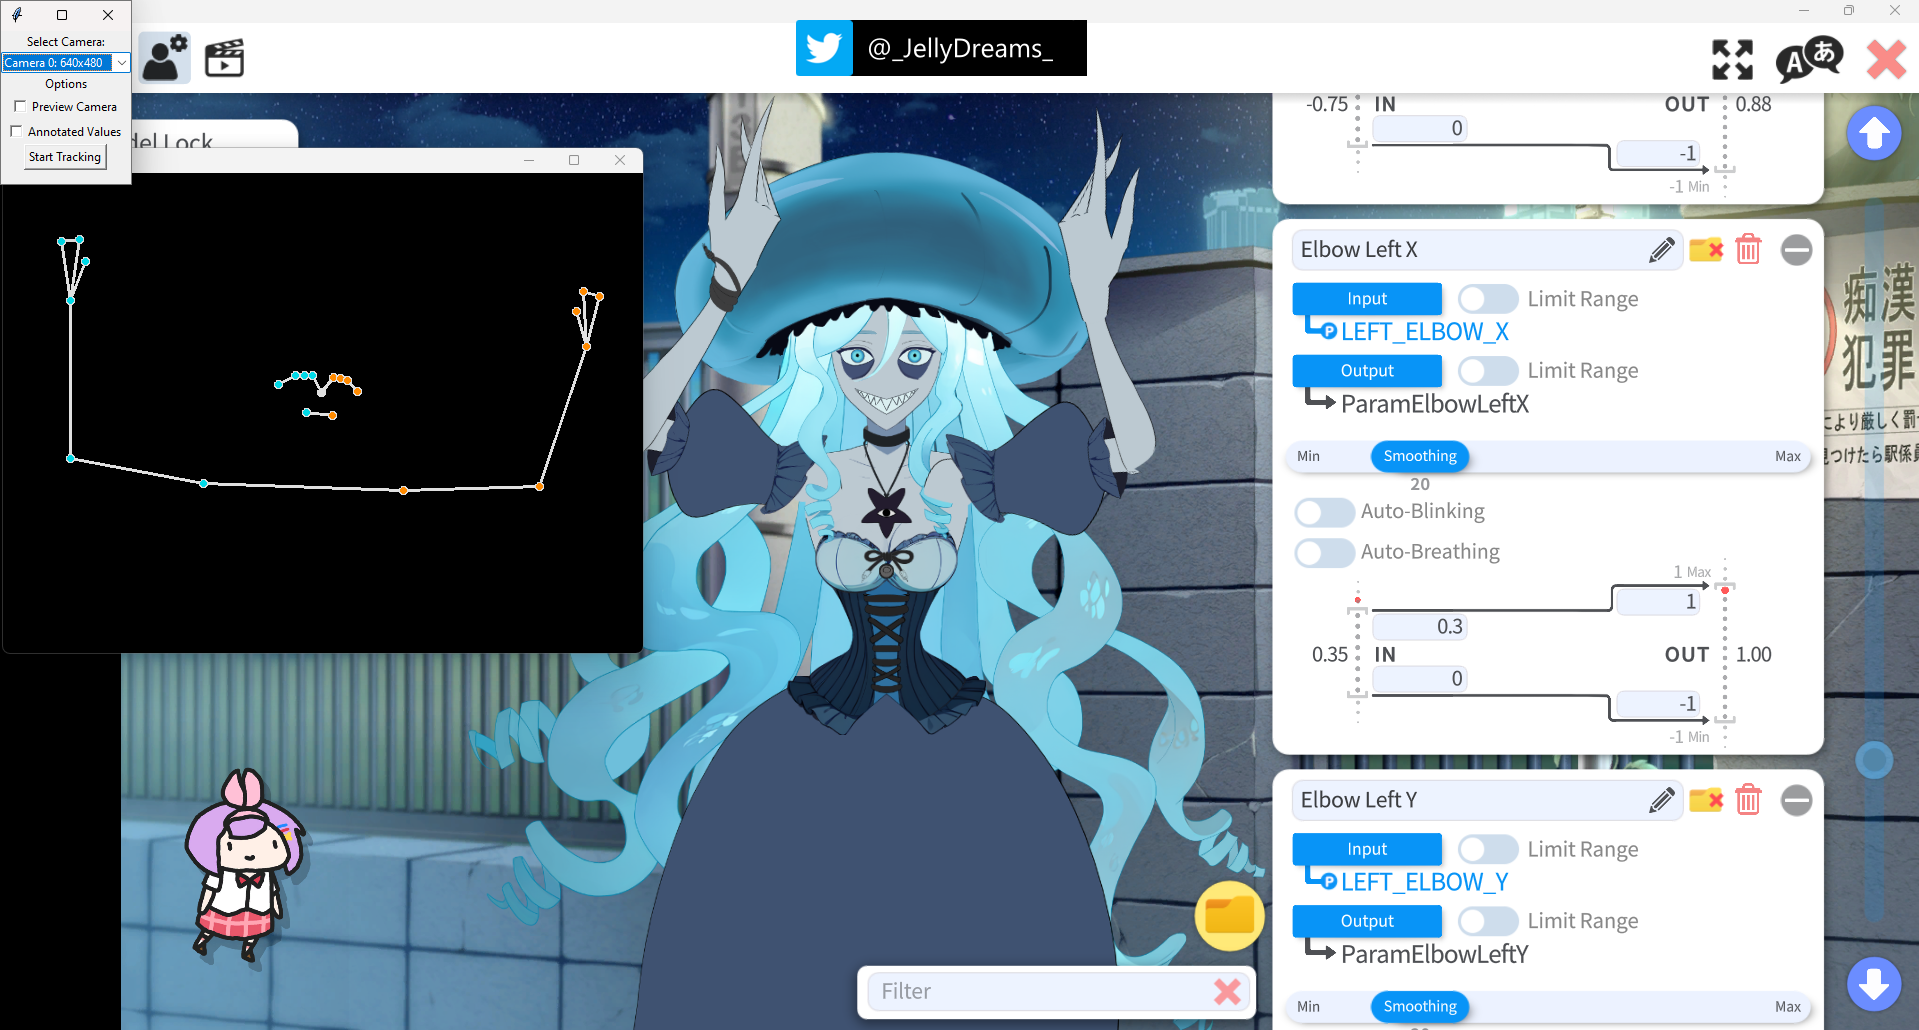 Select Camera:
Camera 0: 640x480
Options
Preview Camera
Annotated Values
Start Tracking
@_JellyDreams_
A あ
del Lock
-0.75 IN OUT 0.88
0
-1
-1 Min
Elbow Left X
Input Limit Range
P LEFT_ELBOW_X
Output Limit Range
ParamElbowLeftX
Min Smoothing Max
20
Auto-Blinking
Auto-Breathing
1 Max
1
0.3
0.35 IN OUT 1.00
0
-1
-1 Min
Elbow Left Y
Input Limit Range
P LEFT_ELBOW_Y
Output Limit Range
ParamElbowLeftY
Min Smoothing Max
Filter
痴漢
犯罪
により厳しく罰
見つけたら駅係員